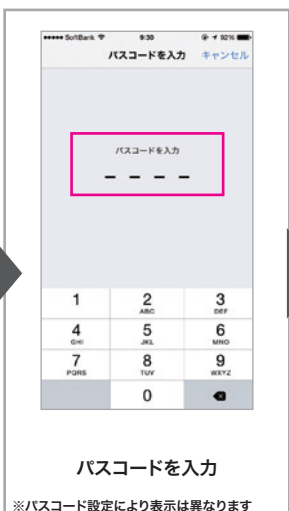 ●●●●● SoftBank 9:30 92%
パスコードを入力 キャンセル
パスコードを入力
1 2 3
ABC DEF
4 5 6
GHI JKL MNO
7 8 9
PQRS TUV WXYZ
0
パスコードを入力
※パスコード設定により表示は異なります